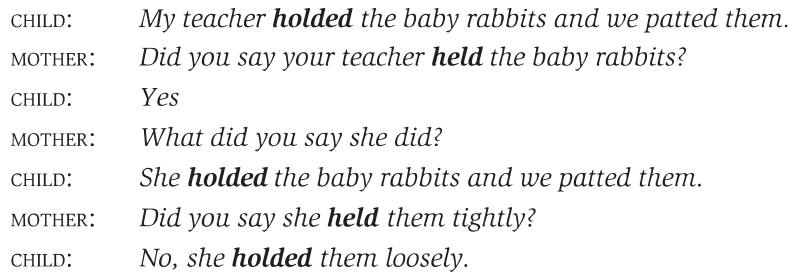 CHILD: My teacher holded the baby rabbits and we patted them.
MOTHER: Did you say your teacher held the baby rabbits?
CHILD: Yes
MOTHER: What did you say she did?
CHILD: She holded the baby rabbits and we patted them.
MOTHER: Did you say she held them tightly?
CHILD: No, she holded them loosely.